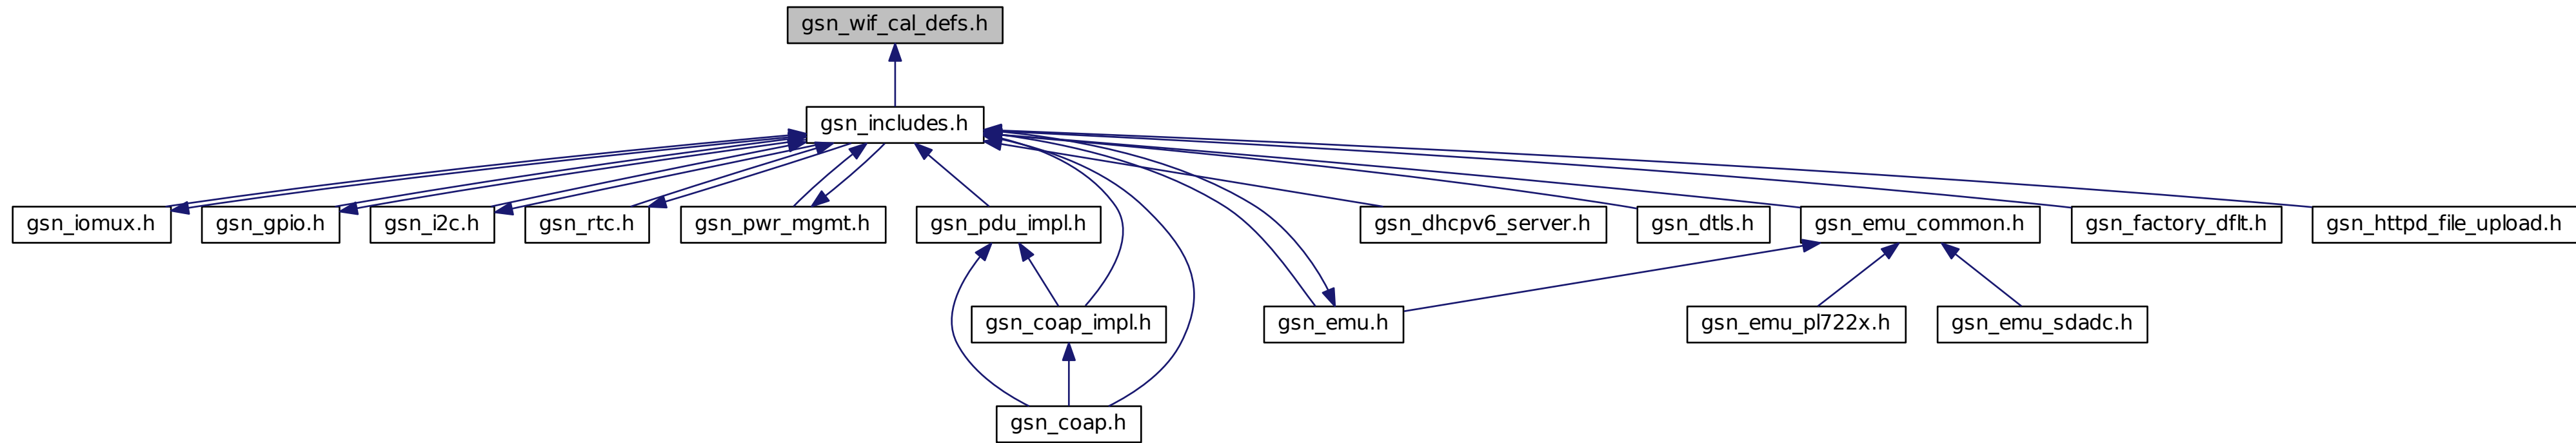 gsn_wif_cal_defs.h
gsn_includes.h
gsn_iomux.h
gsn_gpio.h
gsn_i2c.h
gsn_rtc.h
gsn_pwr_mgmt.h
gsn_pdu_impl.h
gsn_dhcpv6_server.h
gsn_dtls.h
gsn_emu_common.h
gsn_factory_dflt.h
gsn_httpd_file_upload.h
gsn_coap_impl.h
gsn_emu.h
gsn_emu_pl722x.h
gsn_emu_sdadc.h
gsn_coap.h